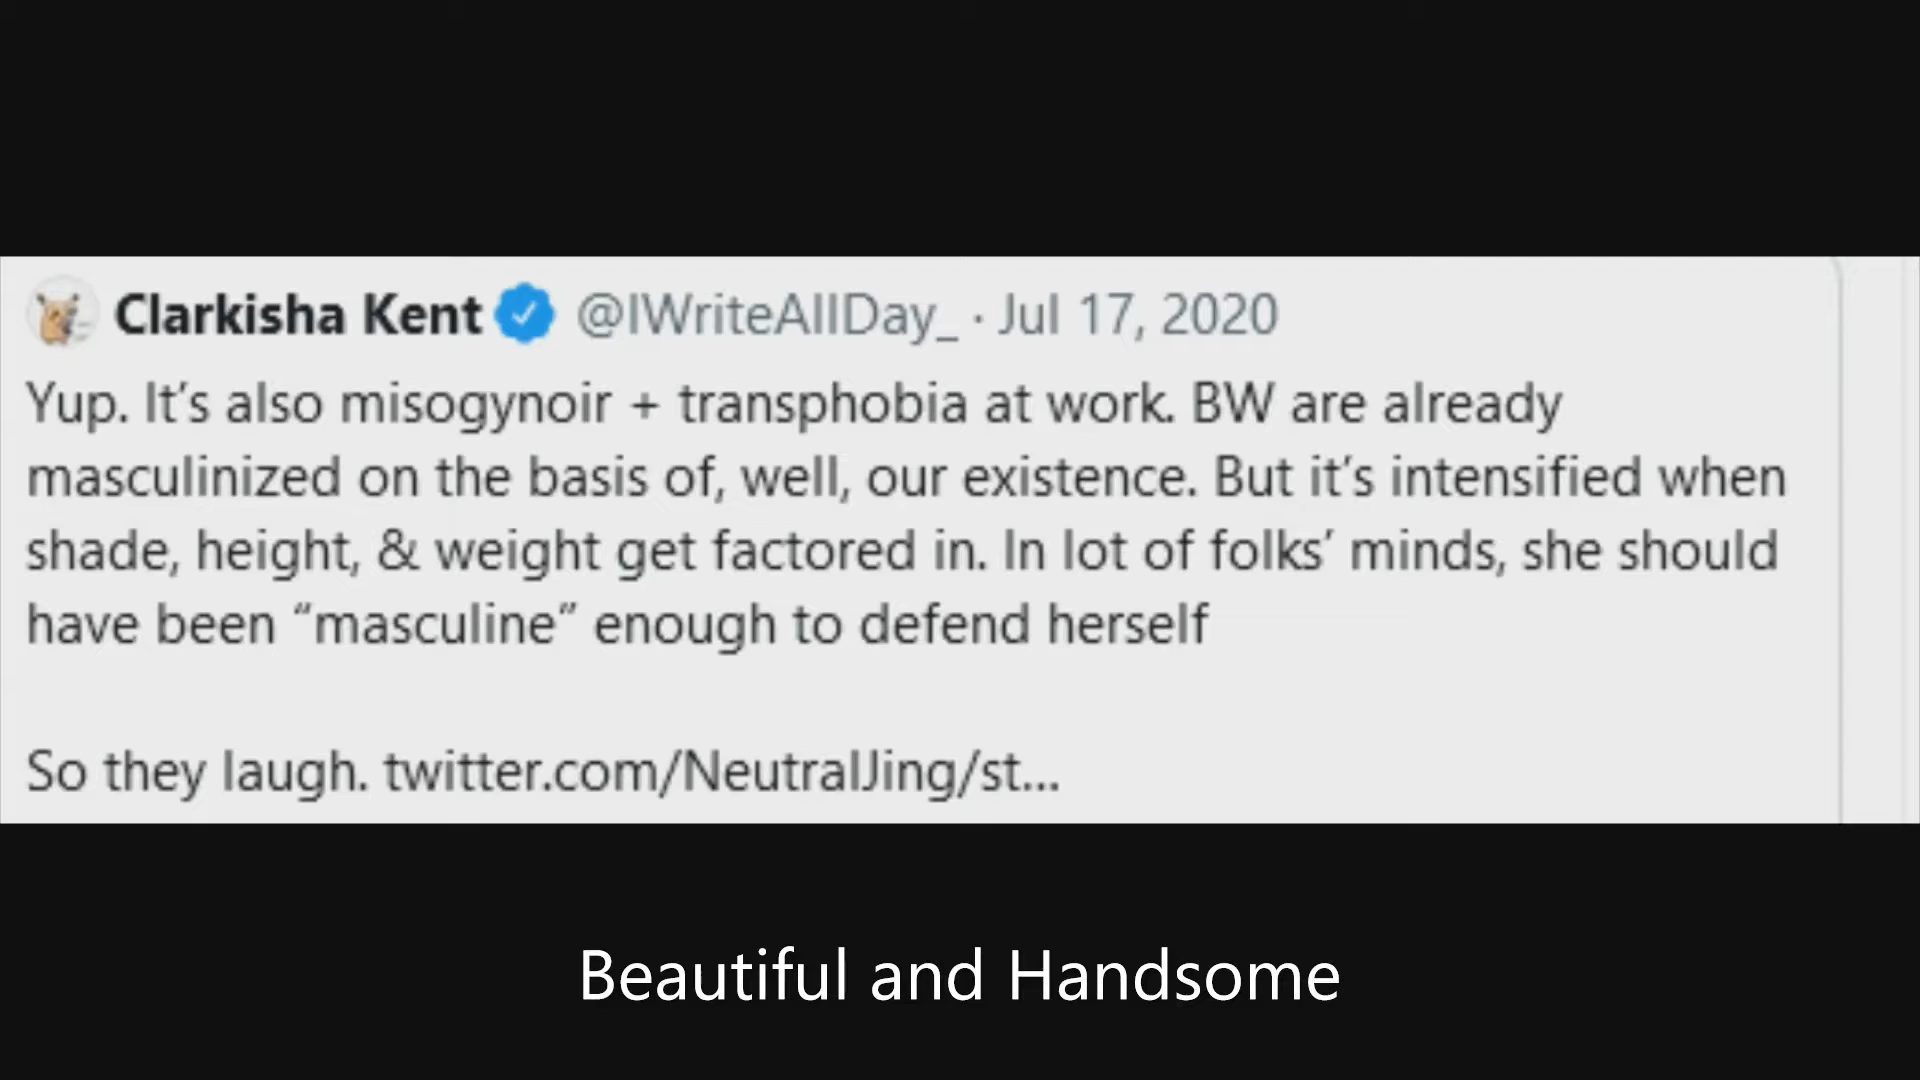 Clarkisha Kent @IWriteAllDay_ · Jul 17, 2020
Yup. It's also misogynoir + transphobia at work. BW are already
masculinized on the basis of, well, our existence. But it's intensified when
shade, height, & weight get factored in. In lot of folks' minds, she should
have been “masculine” enough to defend herself
So they laugh. twitter.com/NeutralJing/st...
Beautiful and Handsome